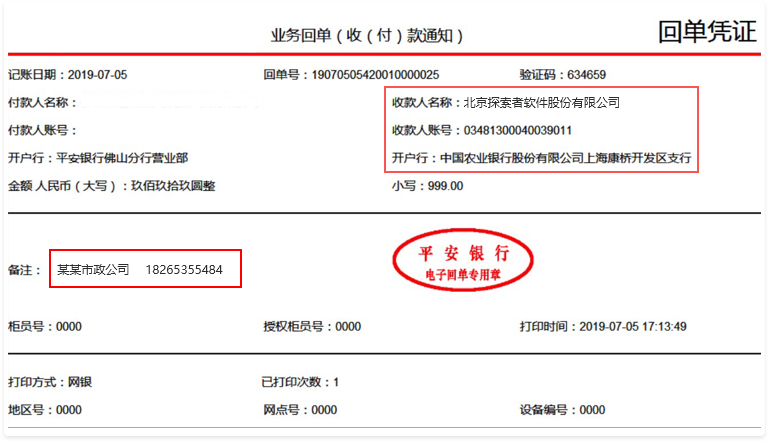 业务回单（收（付）款通知）
回单凭证
记账日期：2019-07-05 回单号：19070505420010000025 验证码：634659
付款人名称： 收款人名称：北京探索者软件股份有限公司
付款人账号： 收款人账号：03481300040039011
开户行：平安银行佛山分行营业部 开户行：中国农业银行股份有限公司上海康桥开发区支行
金额 人民币（大写）：玖佰玖拾玖圆整 小写：999.00
平安银行
备注： 某某市政公司 18265355484
电子回单专用章
柜员号：0000 授权柜员号：0000 打印时间：2019-07-05 17:13:49
打印方式：网银 已打印次数：1
地区号：0000 网点号：0000 设备编号：0000